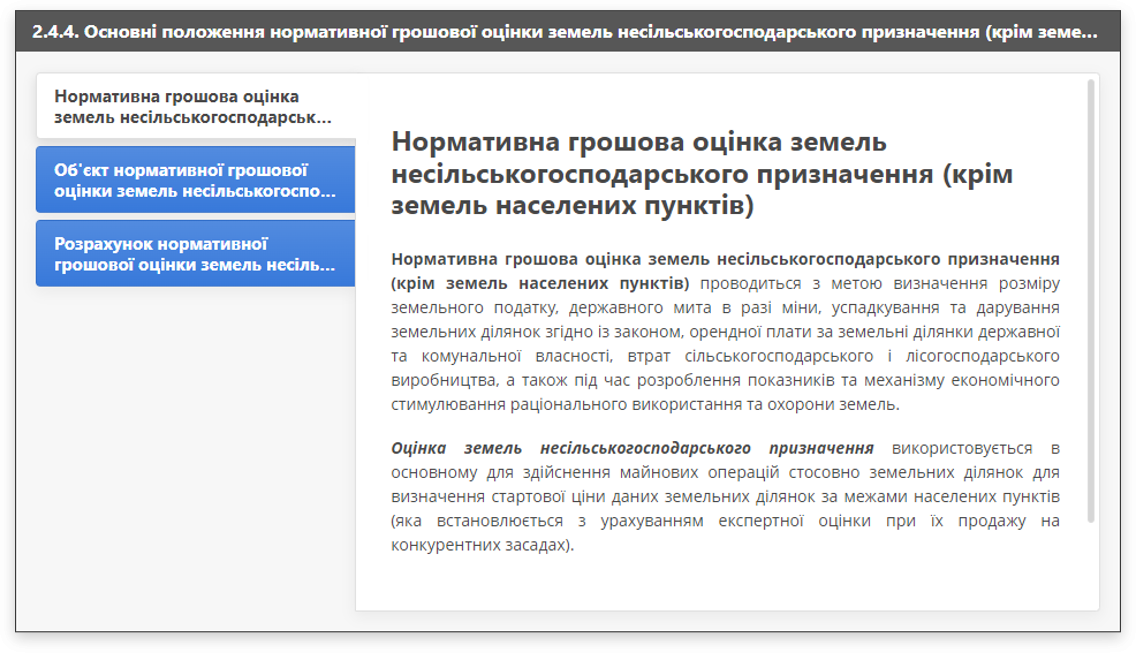 2.4.4. Основні положення нормативної грошової оцінки земель несільськогосподарського призначення (крім земе...
Нормативна грошова оцінка
земель несільськогосподарськ...
Об'єкт нормативної грошової
оцінки земель несільськогоспо...
Розрахунок нормативної
грошової оцінки земель несіль...
Нормативна грошова оцінка земель
несільськогосподарського призначення (крім
земель населених пунктів)
Нормативна грошова оцінка земель несільськогосподарського призначення
(крім земель населених пунктів) проводиться з метою визначення розміру
земельного податку, державного мита в разі міни, успадкування та дарування
земельних ділянок згідно із законом, орендної плати за земельні ділянки державної
та комунальної власності, втрат сільськогосподарського і лісогосподарського
виробництва, а також під час розроблення показників та механізму економічного
стимулювання раціонального використання та охорони земель.
Оцінка земель несільськогосподарського призначення використовується в
основному для здійснення майнових операцій стосовно земельних ділянок для
визначення стартової ціни даних земельних ділянок за межами населених пунктів
(яка встановлюється з урахуванням експертної оцінки при їх продажу на
конкурентних засадах).